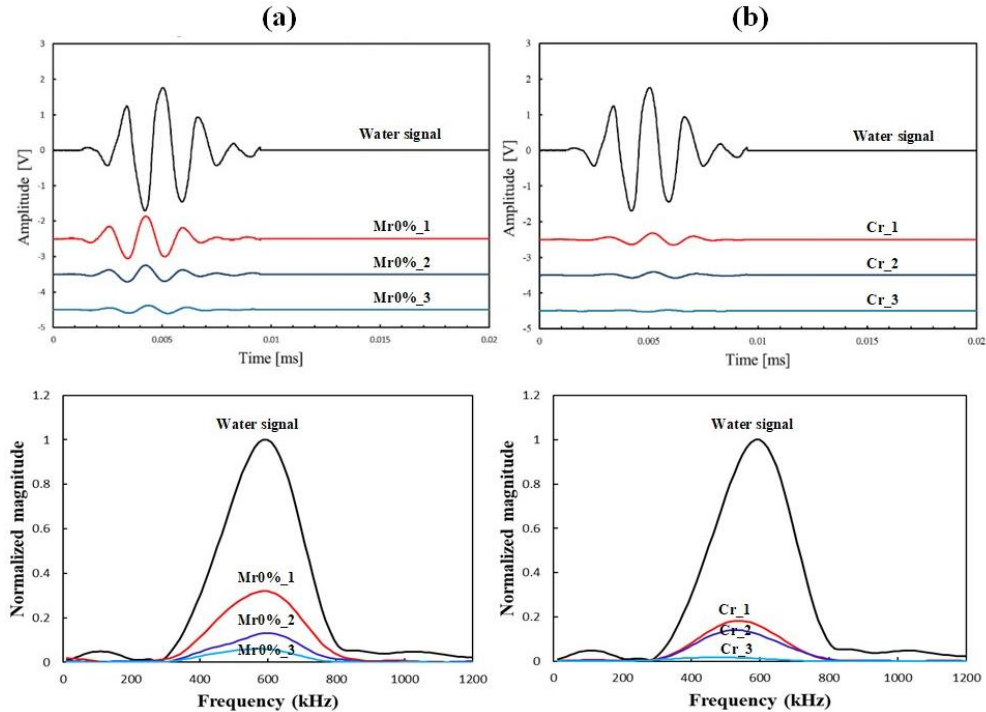 (a)
(b)
3
2
1
0
-1
-2
-3
-4
-5
Amplitude [V]
Water signal
Mr0%_1
Mr0%_2
Mr0%_3
0
0.005
0.01
0.015
0.02
Time [ms]
3
2
1
0
-1
-2
-3
-4
-5
Amplitude [V]
Water signal
Cr_1
Cr_2
Cr_3
0
0.005
0.01
0.015
0.02
Time [ms]
1.2
1
0.8
0.6
0.4
0.2
0
Normalized magnitude
Water signal
Mr0%_1
Mr0%_2
Mr0%_3
0
200
400
600
800
1000
1200
Frequency (kHz)
1.2
1
0.8
0.6
0.4
0.2
0
Normalized magnitude
Water signal
Cr_1
Cr_2
Cr_3
0
200
400
600
800
1000
1200
Frequency (kHz)